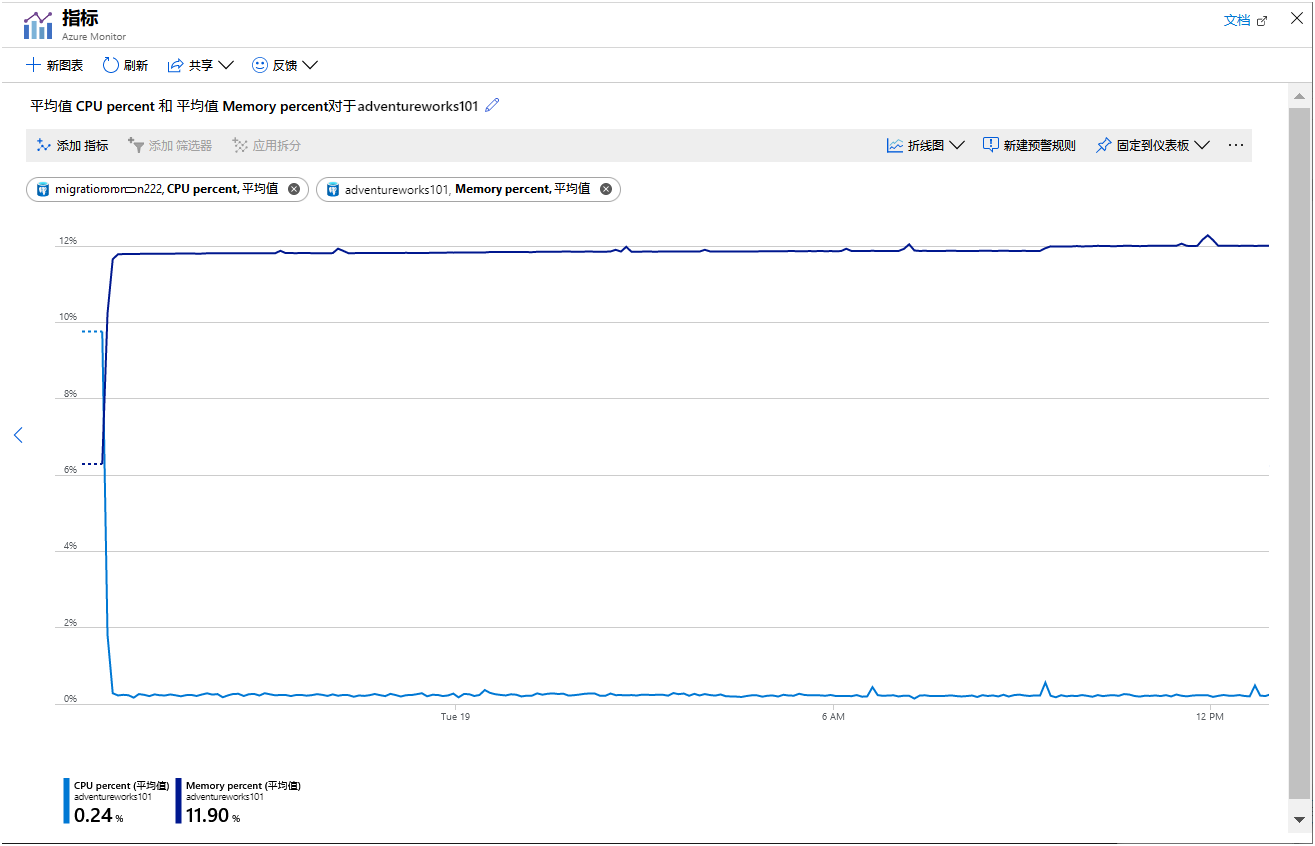 指标
Azure Monitor
文档
新图表 刷新 共享 反馈
平均值 CPU percent 和 平均值 Memory percent对于adventureworks101
添加 指标 添加 筛选器 应用拆分 折线图 新建预警规则 固定到仪表板 ...
CPU percent, 平均值 adventureworks101, Memory percent, 平均值
12%
10%
8%
6%
4%
2%
0%
Tue 19 6 AM 12 PM
CPU percent (平均值) Memory percent (平均值)
adventureworks101 adventureworks101
0.24 % 11.90 %